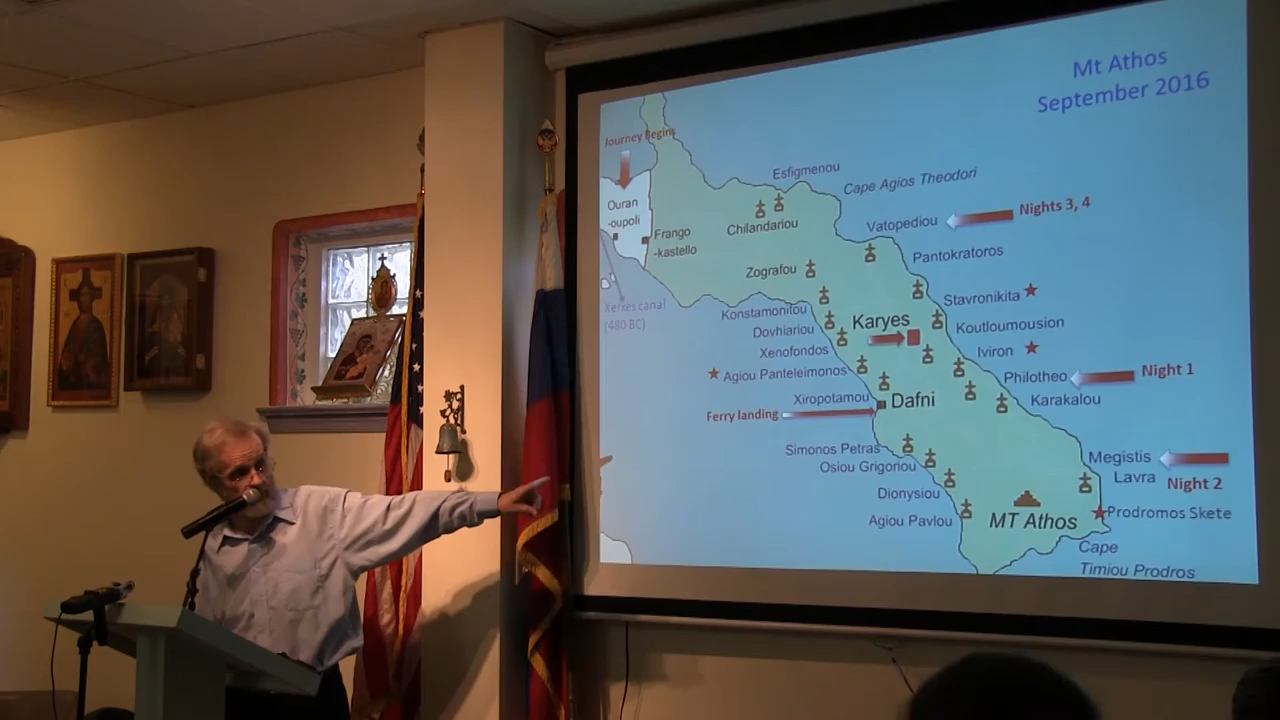 Mt Athos
September 2016
Journey Begins
Esfigmenou
Cape Agios Theodori
Ouran
-oupoli
Chilandariou
Vatopediou
Nights 3, 4
Frango
-kastello
Pantokratoros
Zografou
Stavronikita
Xerxes canal
(480 BC)
Konstamonitou
Karyes
Dovhiariou
Koutloumousion
Xenofondos
Iviron
Agiou Panteleimonos
Philotheo
Night 1
Xiropotamou
Dafni
Karakalou
Ferry landing
Simonos Petras
Megistis
Lavra
Night 2
Osiou Grigoriou
Dionysiou
Agiou Pavlou
MT Athos
Prodromos Skete
Cape
Timiou Prodros